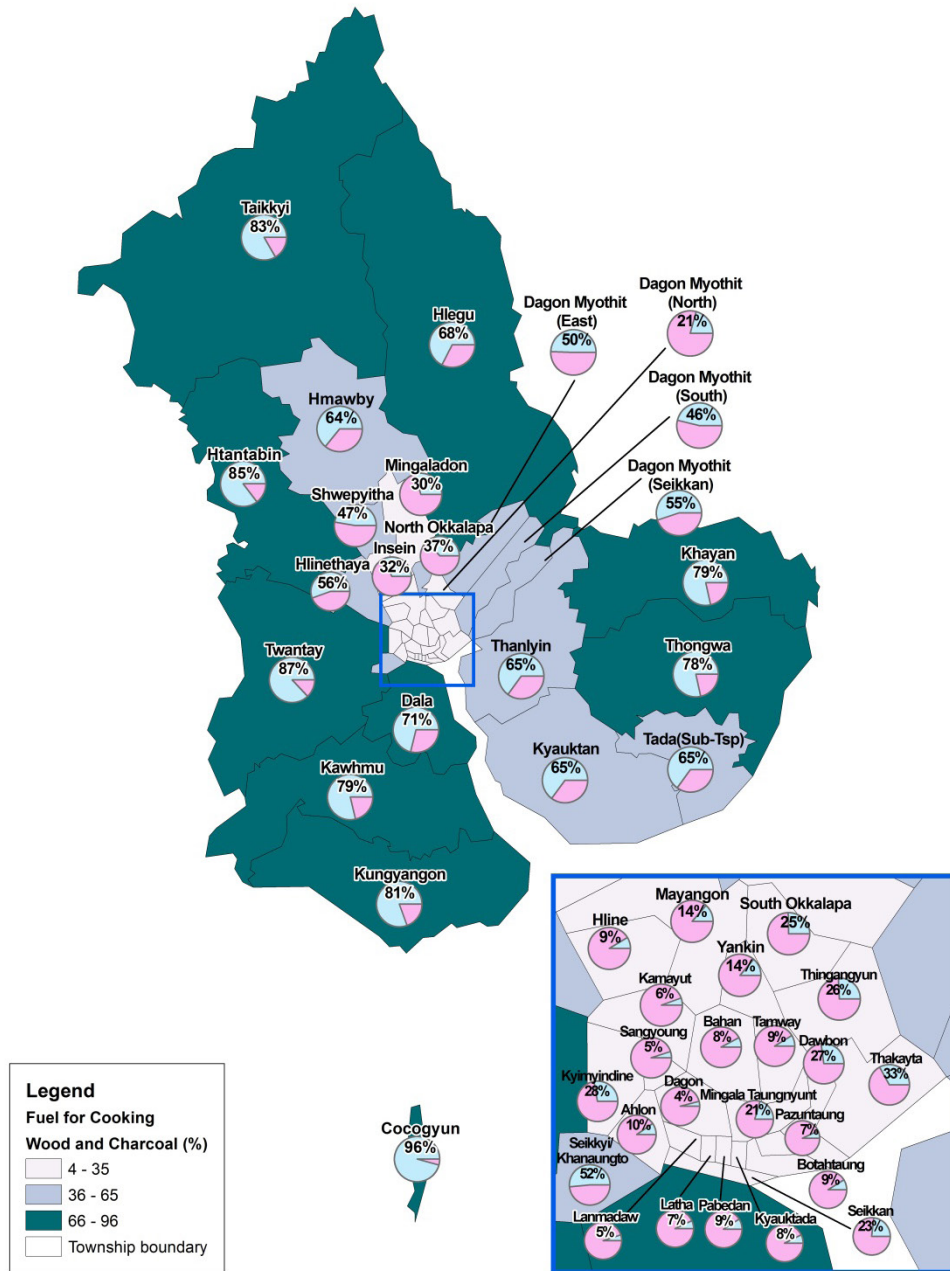 Taikkyi
83%
Hlegu
68%
Dagon Myothit
(East)
50%
Dagon Myothit
(North)
21%
Dagon Myothit
(South)
46%
Dagon Myothit
(Seikkan)
55%
Hmawby
64%
Htantabin
85%
Mingaladon
30%
Shwepyitha
47%
North Okkalapa
37%
Insein
32%
Hlinethaya
56%
Khayan
79%
Twantay
87%
Thanlyin
65%
Thongwa
78%
Dala
71%
Kyauktan
65%
Tada(Sub-Tsp)
65%
Kawhmu
79%
Kungyangon
81%
Cocogyun
96%
Legend
Fuel for Cooking
Wood and Charcoal (%)
4 - 35
36 - 65
66 - 96
Township boundary
Mayangon
14%
South Okkalapa
25%
Hline
9%
Yankin
14%
Thingangyun
26%
Kamayut
6%
Sangyoung
5%
Bahan
8%
Tamway
9%
Dawbon
27%
Thakayta
33%
Kyimyindine
28%
Dagon
4%
Mingala Taungnyunt
21%
Ahlon
10%
Pazuntaung
7%
Seikkyi/
Khanaungto
52%
Botahtaung
9%
Lanmadaw
5%
Latha
7%
Pabedan
9%
Kyauktada
8%
Seikkan
23%